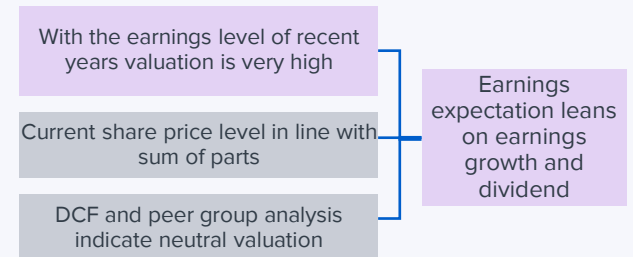 With the earnings level of recent
years valuation is very high
Current share price level in line with
sum of parts
DCF and peer group analysis
indicate neutral valuation
Earnings
expectation leans
on earnings
growth and
dividend